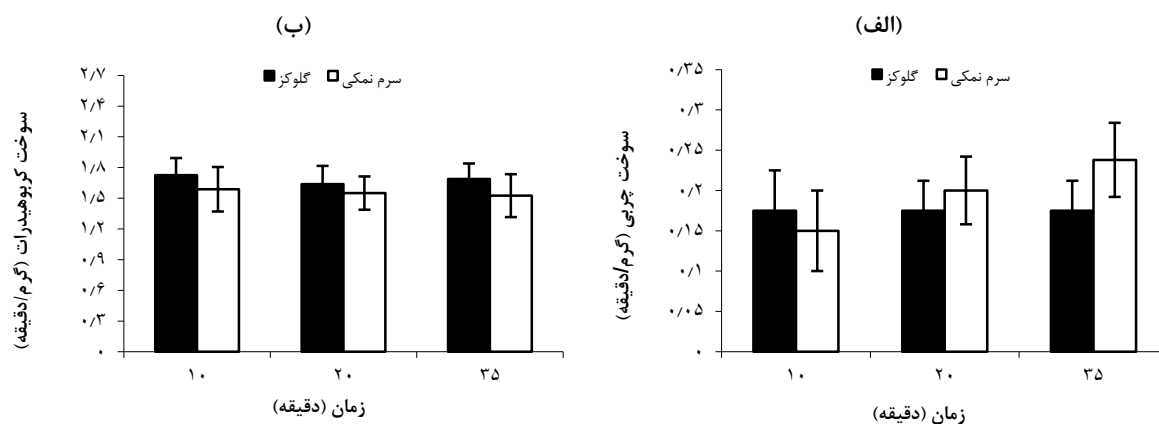 (الف)
۰٫۳۵
۰٫۳
۰٫۲۵
۰٫۲
۰٫۱۵
۰٫۱
۰٫۰۵
۰
گلوکز
سرم نمکی
۱۰
۲۰
۳۵
زمان (دقیقه)
سوخت چربی (گرم/دقیقه)
(ب)
۲٫۷
۲٫۴
۲٫۱
۱٫۸
۱٫۵
۱٫۲
۰٫۹
۰٫۶
۰٫۳
۰
گلوکز
سرم نمکی
۱۰
۲۰
۳۵
زمان (دقیقه)
سوخت کربوهیدرات (گرم/دقیقه)